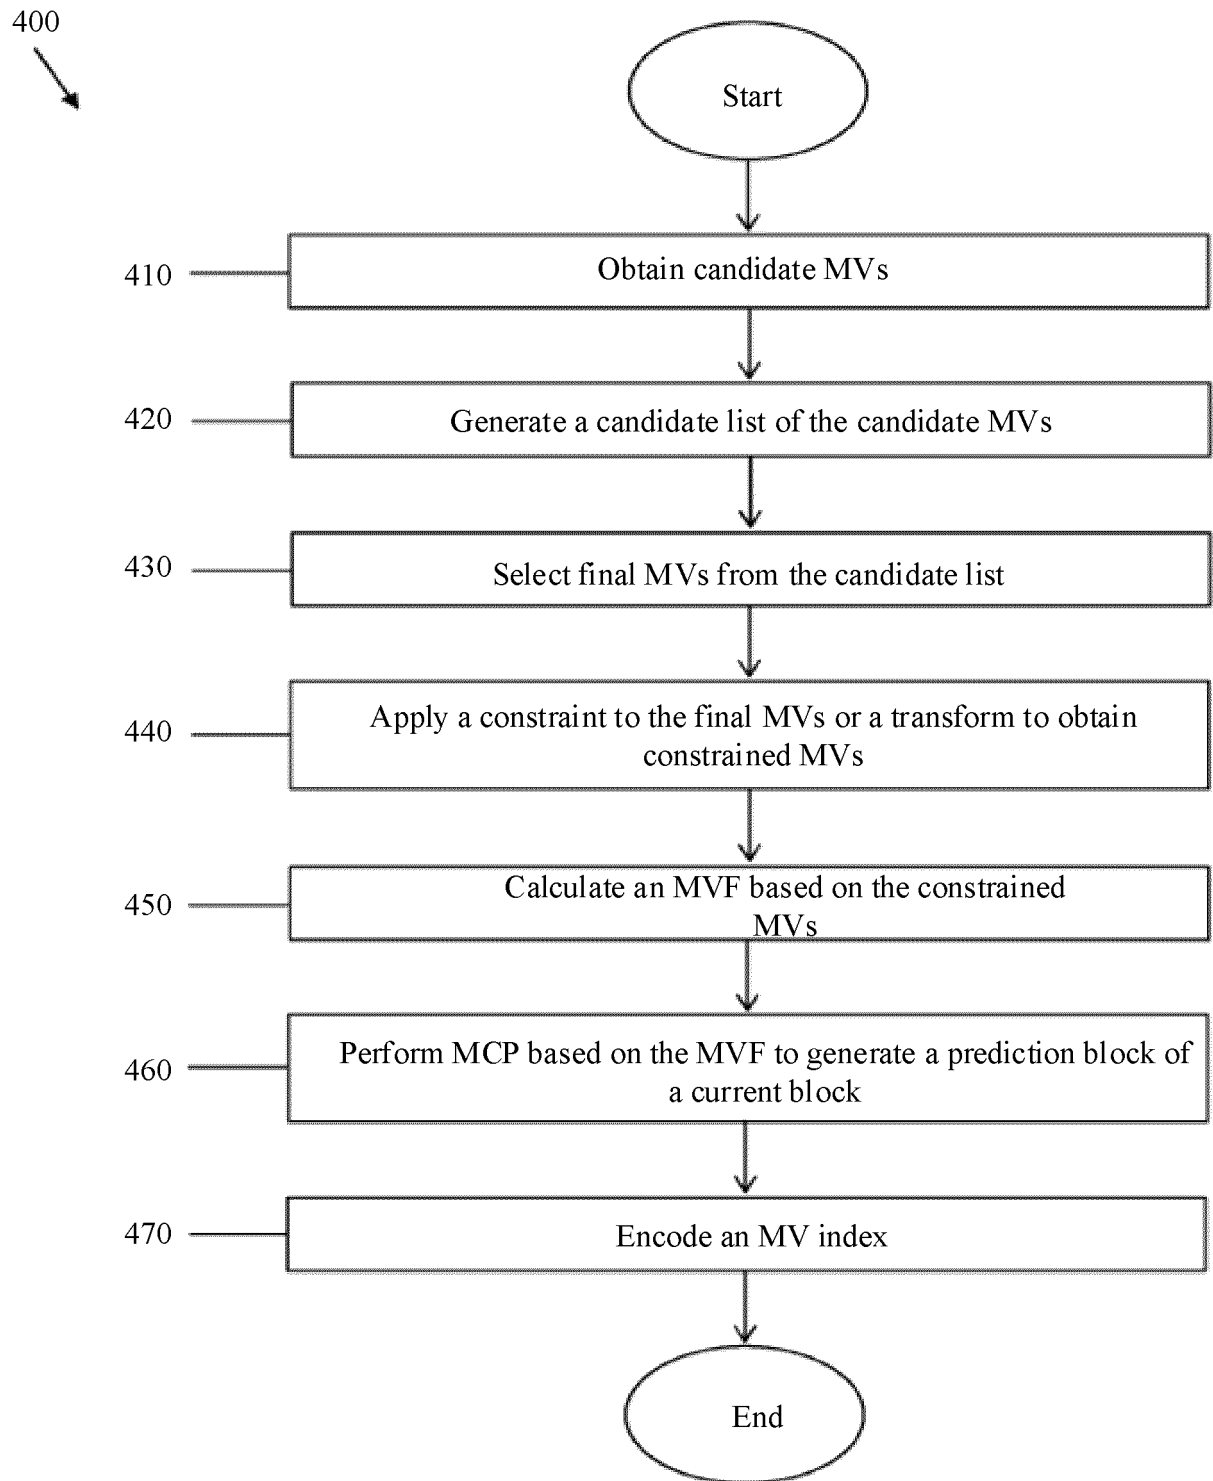 400
Start
410
Obtain candidate MVs
420
Generate a candidate list of the candidate MVs
430
Select final MVs from the candidate list
440
Apply a constraint to the final MVs or a transform to obtain
constrained MVs
450
Calculate an MVF based on the constrained
MVs
460
Perform MCP based on the MVF to generate a prediction block of
a current block
470
Encode an MV index
End